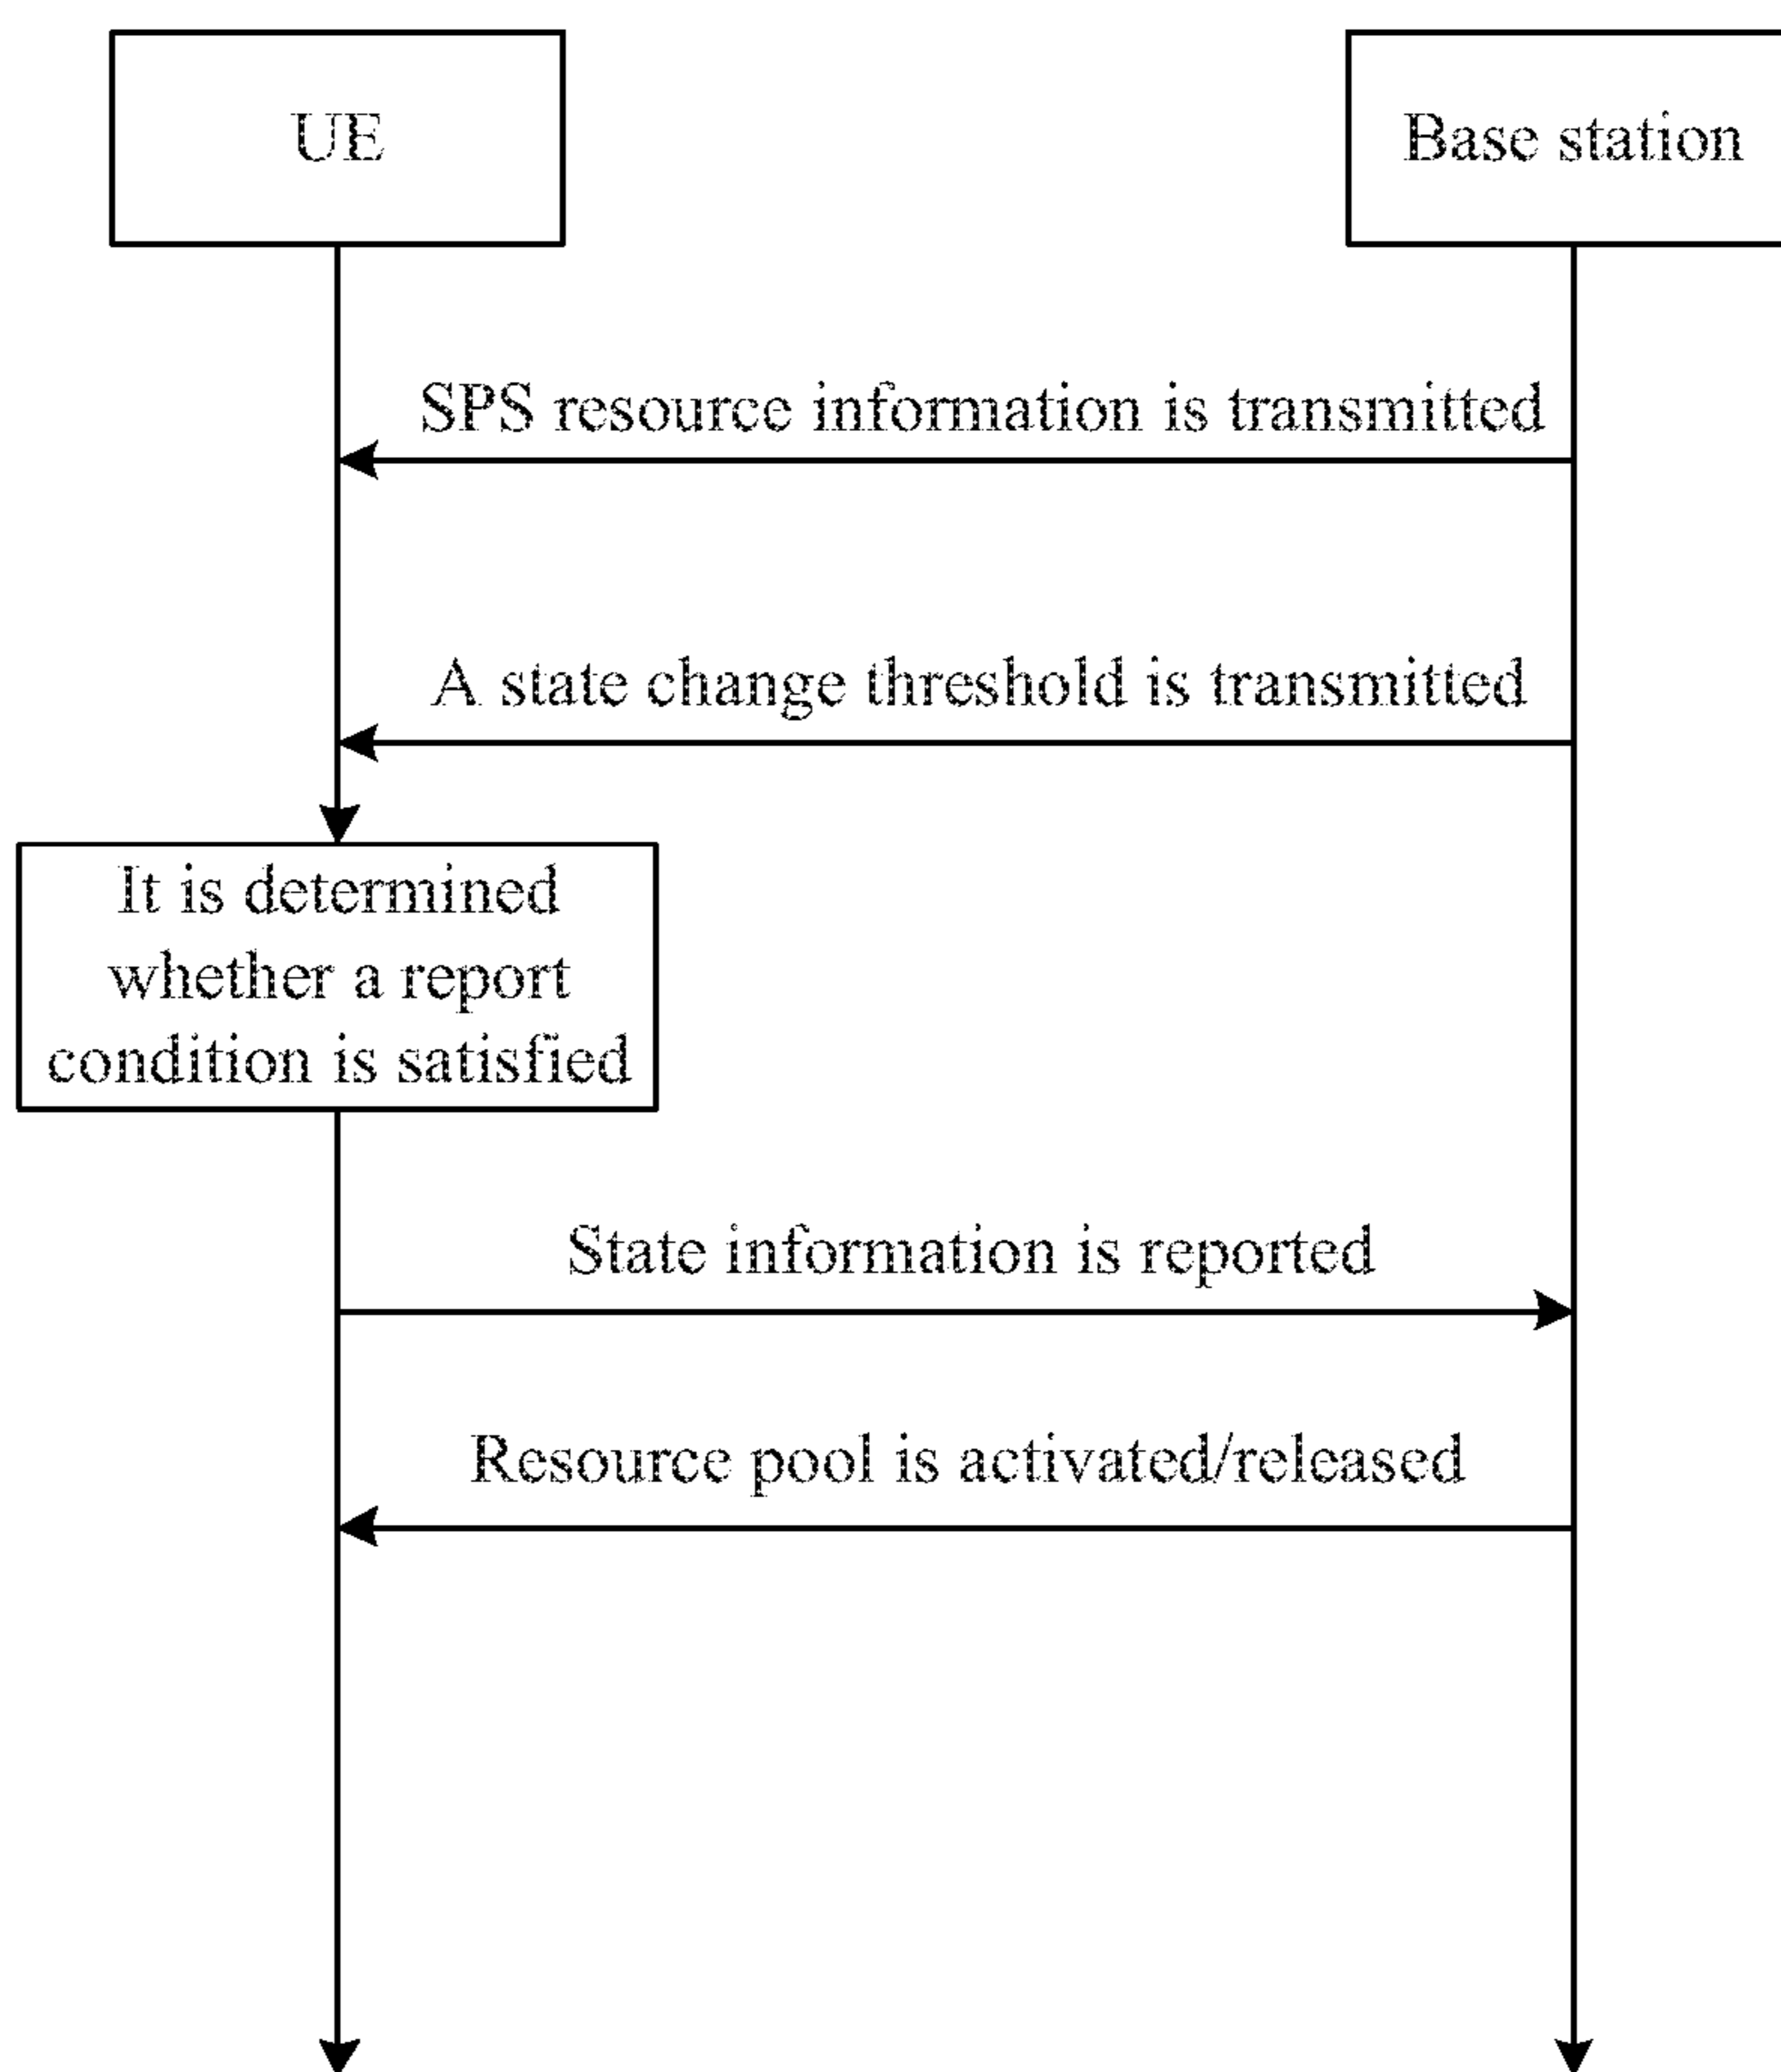 UE
Base station
SPS resource information is transmitted
A state change threshold is transmitted
It is determined
whether a report
condition is satisfied
State information is reported
Resource pool is activated/released